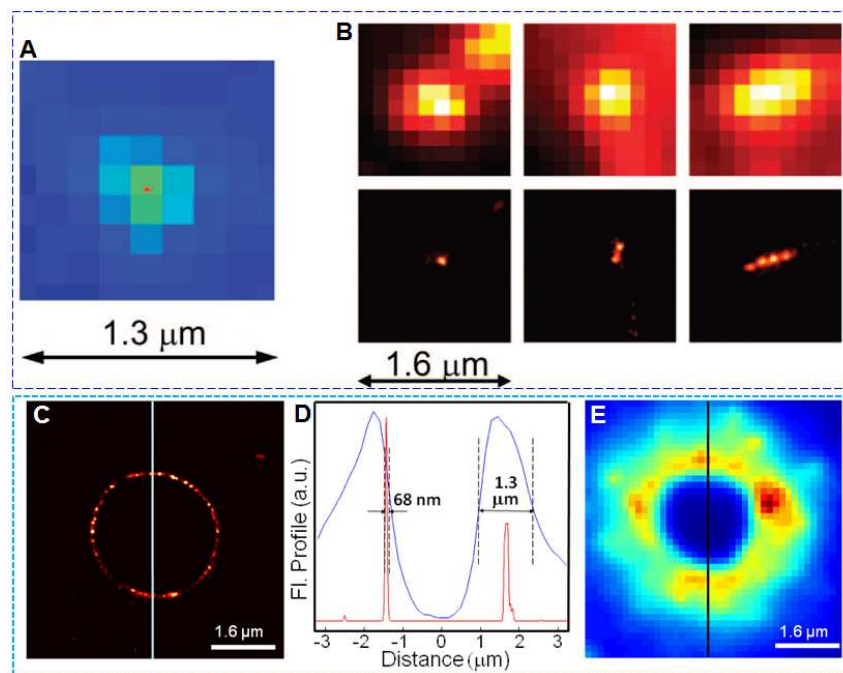 A
B
1.3 μm
1.6 μm
C
D
E
Fl. Profile (a.u.)
68 nm
1.3
μm
-3 -2 -1 0 1 2 3
Distance (μm)
1.6 μm
1.6 μm